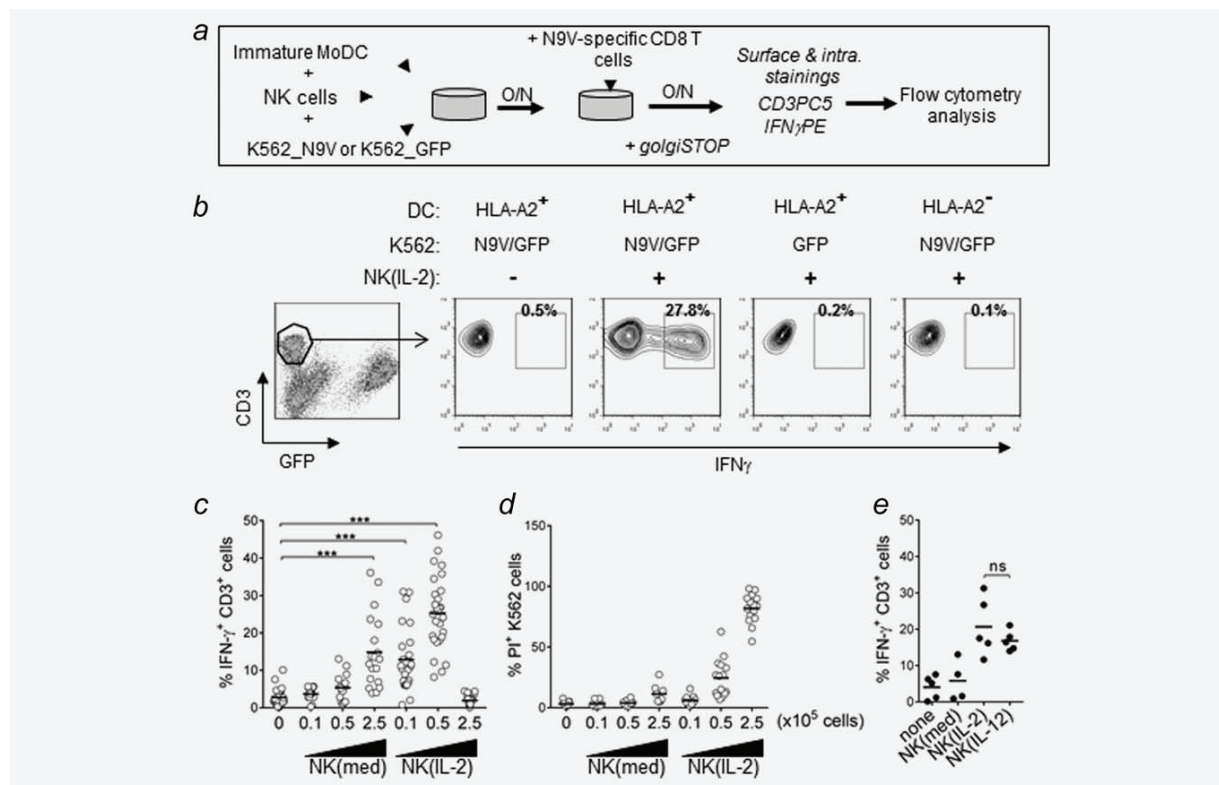 a
Immature MoDC
+
NK cells
+
K562_N9V or K562_GFP
O/N
+ N9V-specific CD8 T
cells
O/N
+ golgiSTOP
Surface & intra.
stainings
CD3PC5
IFNγPE
Flow cytometry
analysis
b
DC: HLA-A2+ HLA-A2+ HLA-A2+ HLA-A2-
K562: N9V/GFP N9V/GFP GFP N9V/GFP
NK(IL-2): - + + +
0.5% 27.8% 0.2% 0.1%
CD3
GFP
IFNγ
c
% IFN-γ+ CD3+ cells
50
40
30
20
10
0
***
***
***
0 0.1 0.5 2.5 0.1 0.5 2.5
NK(med) NK(IL-2)
d
% PI+ K562 cells
150
100
50
0
0 0.1 0.5 2.5 0.1 0.5 2.5 (x10⁵ cells)
NK(med) NK(IL-2)
e
% IFN-γ+ CD3+ cells
50
40
30
20
10
0
ns
none
NK(med)
NK(IL-2)
NK(IL-12)